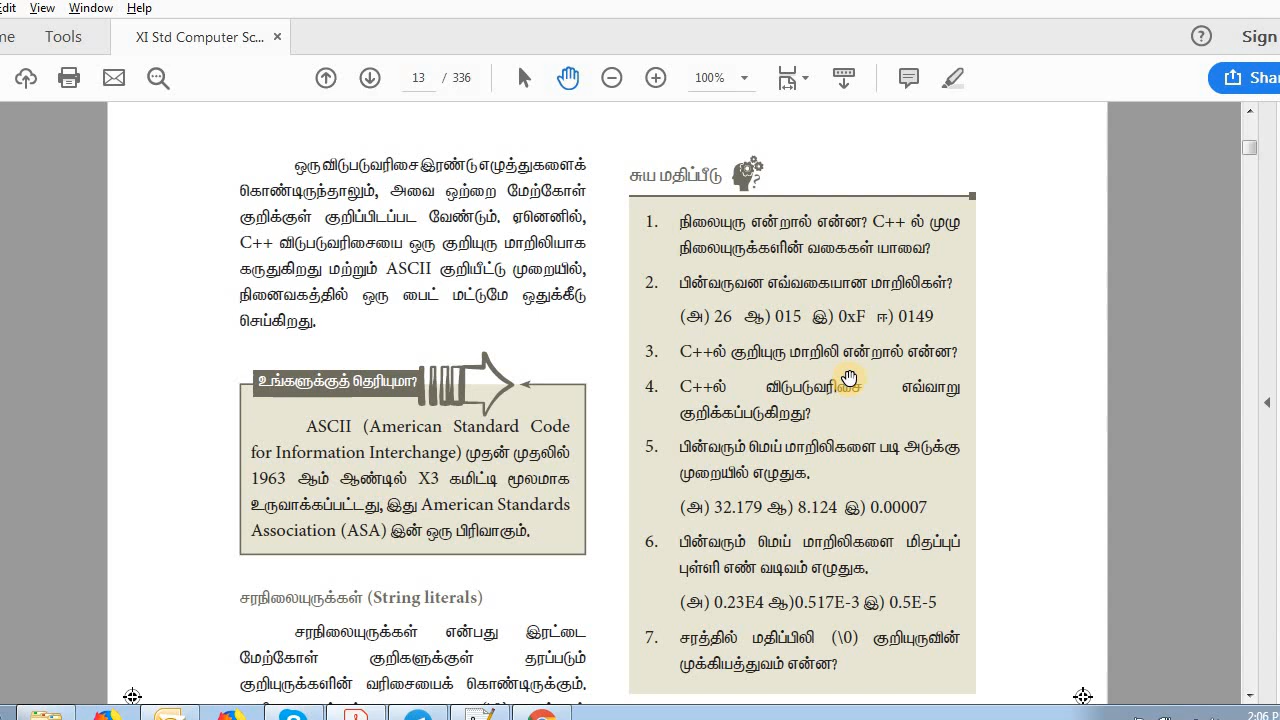 Edit View Window Help
Tools XI Std Computer Sc... × Sign
13 / 336 100%
ஒரு விடுபடுவரிசை இரண்டு எழுத்துகளைக்
கொண்டிருந்தாலும், அவை ஒற்றை மேற்கோள்
குறிக்குள் குறிப்பிடப்பட வேண்டும். ஏனெனில்,
C++ விடுபடுவரிசையை ஒரு குறியுரு மாறிலியாக
கருதுகிறது மற்றும் ASCII குறியீட்டு முறையில்,
நினைவகத்தில் ஒரு பைட் மட்டுமே ஒதுக்கீடு
செய்கிறது.
உங்களுக்குத் தெரியுமா?
ASCII (American Standard Code
for Information Interchange) முதன் முதலில்
1963 ஆம் ஆண்டில் X3 கமிட்டி மூலமாக
உருவாக்கப்பட்டது, இது American Standards
Association (ASA) இன் ஒரு பிரிவாகும்.
சரநிலையுருக்கள் (String literals)
சரநிலையுருக்கள் என்பது இரட்டை
மேற்கோள் குறிகளுக்குள் தரப்படும்
குறியுருக்களின் வரிசையைக் கொண்டிருக்கும்.
சுய மதிப்பீடு
1. நிலையுரு என்றால் என்ன? C++ ல் முழு
நிலையுருக்களின் வகைகள் யாவை?
2. பின்வருவன எவ்வகையான மாறிலிகள்?
(அ) 26 ஆ) 015 இ) 0xF ஈ) 0149
3. C++ல் குறியுரு மாறிலி என்றால் என்ன?
4. C++ல் விடுபடுவரிசை எவ்வாறு
குறிக்கப்படுகிறது?
5. பின்வரும் மெய் மாறிலிகளை படி அடுக்கு
முறையில் எழுதுக.
(அ) 32.179 ஆ) 8.124 இ) 0.00007
6. பின்வரும் மெய் மாறிலிகளை மிதப்புப்
புள்ளி எண் வடிவம் எழுதுக.
(அ) 0.23E4 ஆ)0.517E-3 இ) 0.5E-5
7. சரத்தில் மதிப்பிலி (\0) குறியுருவின்
முக்கியத்துவம் என்ன?